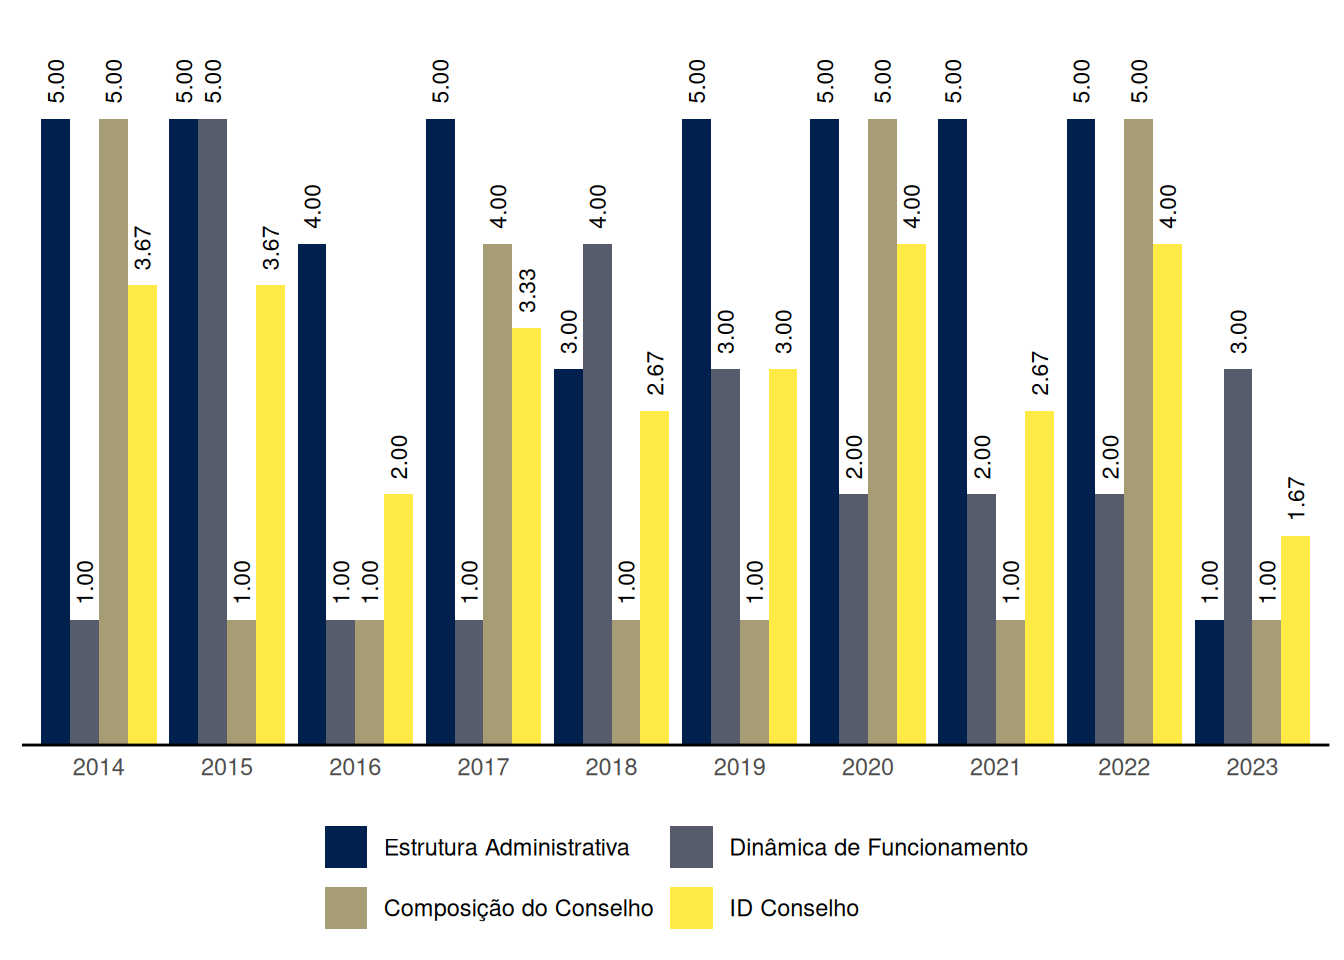 5.00 1.00 5.00 3.67 5.00 5.00 1.00 3.67 4.00 1.00 1.00 2.00 5.00 1.00 4.00 3.33 3.00 4.00 1.00 2.67 5.00 3.00 1.00 3.00 5.00 2.00 5.00 4.00 5.00 2.00 1.00 2.67 5.00 2.00 5.00 4.00 1.00 3.00 1.00 1.67
2014 2015 2016 2017 2018 2019 2020 2021 2022 2023
Estrutura Administrativa Dinâmica de Funcionamento
Composição do Conselho ID Conselho